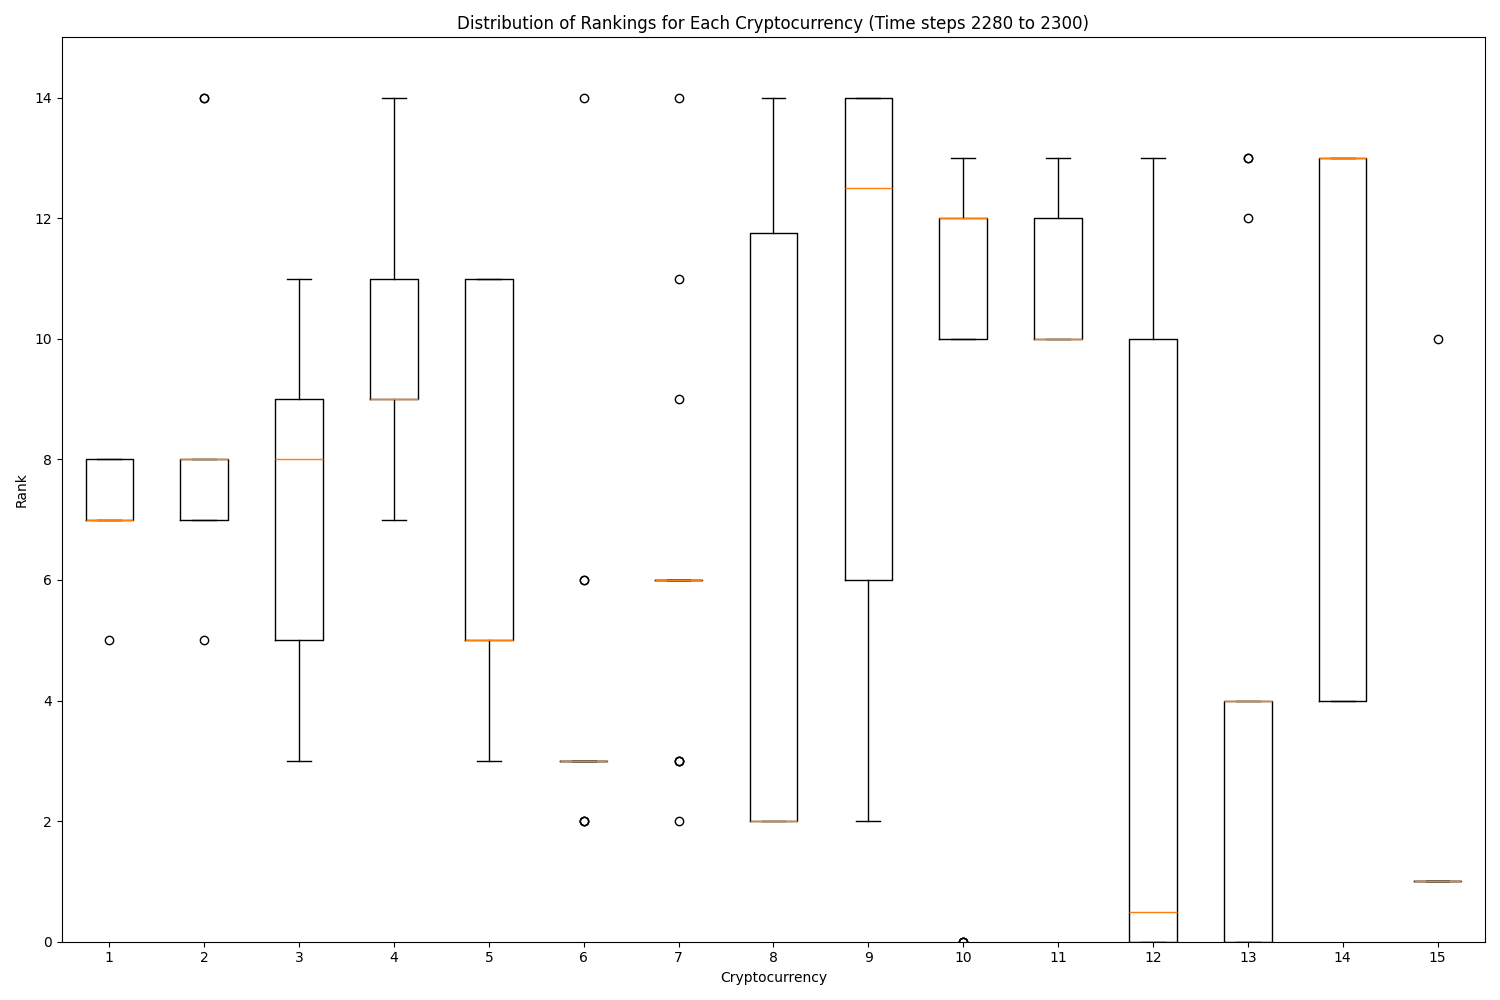 Distribution of Rankings for Each Cryptocurrency (Time steps 2280 to 2300)
Rank
14
12
10
8
6
4
2
0
1 2 3 4 5 6 7 8 9 10 11 12 13 14 15
Cryptocurrency